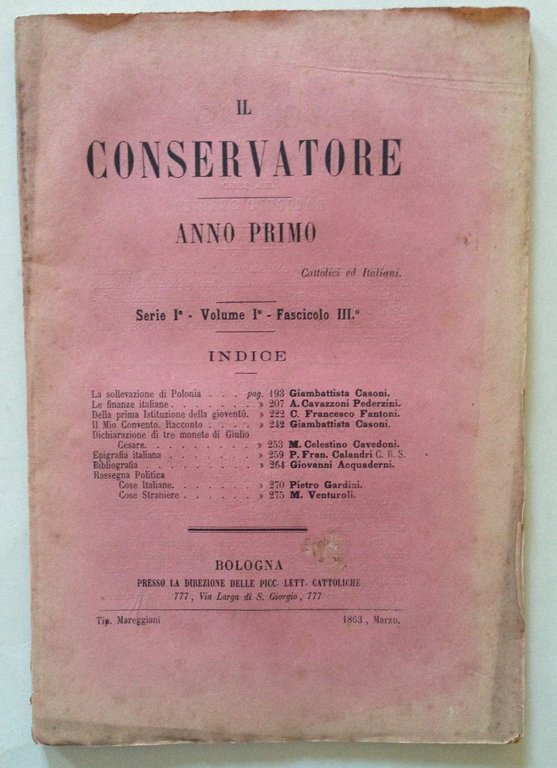 IL
CONSERVATORE
ANNO PRIMO
Cattolici ed Italiani.
Serie Iª - Volume Iº - Fascicolo III.º
INDICE
La sollevazione di Polonia . . . . pag. 193 Giambattista Casoni.
Le finanze italiane . . . . . . . . » 207 A. Cavazzoni Pederzini.
Della prima Istituzione della gioventù. » 222 C. Francesco Fantoni.
Il Mio Convento. Racconto . . . . » 242 Giambattista Casoni.
Dichiarazione di tre monete di Giulio
Cesare. . . . . . . . . . » 253 M. Celestino Cavedoni.
Epigrafia italiana . . . . . . . . » 259 P. Fran. Calandri C. R. S.
Bibliografia . . . . . . . . . . » 264 Giovanni Acquaderni.
Rassegna Politica
Cose Italiane. . . . . . . . » 270 Pietro Gardini.
Cose Straniere . . . . . . . » 275 M. Venturoli.
BOLOGNA
PRESSO LA DIREZIONE DELLE PICC. LETT. CATTOLICHE
777, Via Larga di S. Giorgio, 777
Tip. Mareggiani 1863, Marzo.